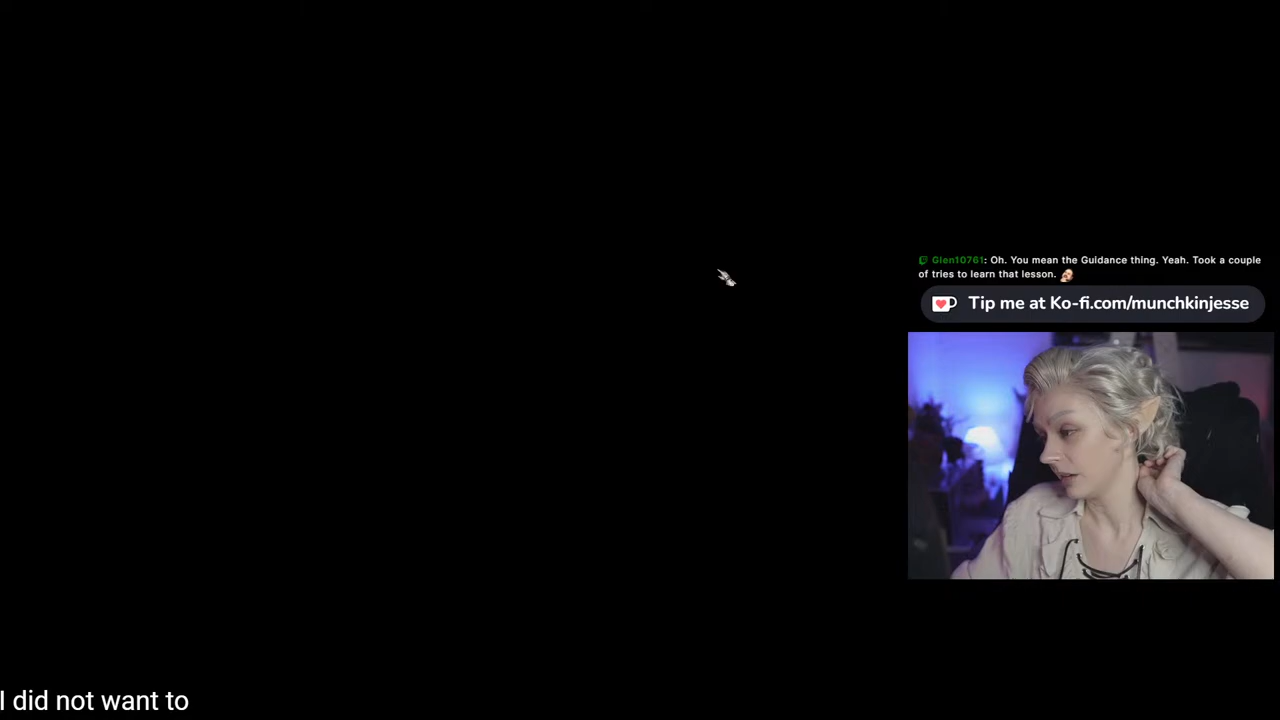 Glen10761: Oh. You mean the Guidance thing. Yeah. Took a couple
of tries to learn that lesson.
Tip me at Ko-fi.com/munchkinjesse
I did not want to